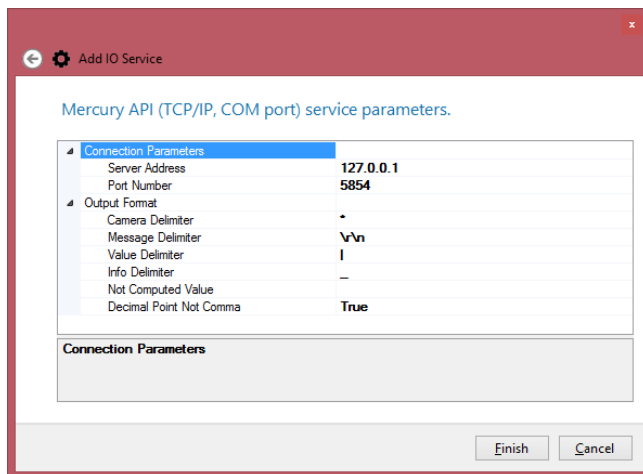 x
Add IO Service
Mercury API (TCP/IP, COM port) service parameters.
Connection Parameters
Server Address 127.0.0.1
Port Number 5854
Output Format
Camera Delimiter *
Message Delimiter \r\n
Value Delimiter |
Info Delimiter _
Not Computed Value
Decimal Point Not Comma True
Connection Parameters
Finish Cancel